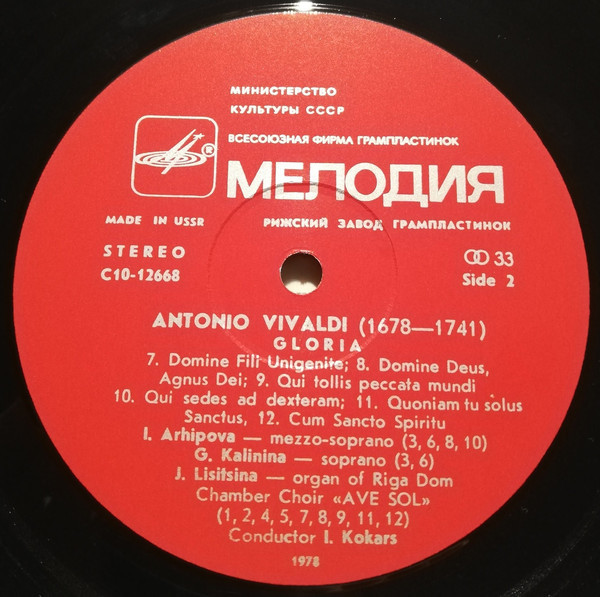 МИНИСТЕРСТВО
КУЛЬТУРЫ СССР
ВСЕСОЮЗНАЯ ФИРМА ГРАМПЛАСТИНОК
®
МЕЛОДИЯ
MADE IN USSR РИЖСКИЙ ЗАВОД ГРАМПЛАСТИНОК
STEREO 33
C10-12668 Side 2
ANTONIO VIVALDI (1678—1741)
GLORIA
7. Domine Fili Unigenite; 8. Domine Deus,
Agnus Dei; 9. Qui tollis peccata mundi
10. Qui sedes ad dexteram; 11. Quoniam tu solus
Sanctus, 12. Cum Sancto Spiritu
I. Arhipova — mezzo-soprano (3, 6, 8, 10)
G. Kalinina — soprano (3, 6)
J. Lisitsina — organ of Riga Dom
Chamber Choir «AVE SOL»
(1, 2, 4, 5, 7, 8, 9, 11, 12)
Conductor I. Kokars
1978